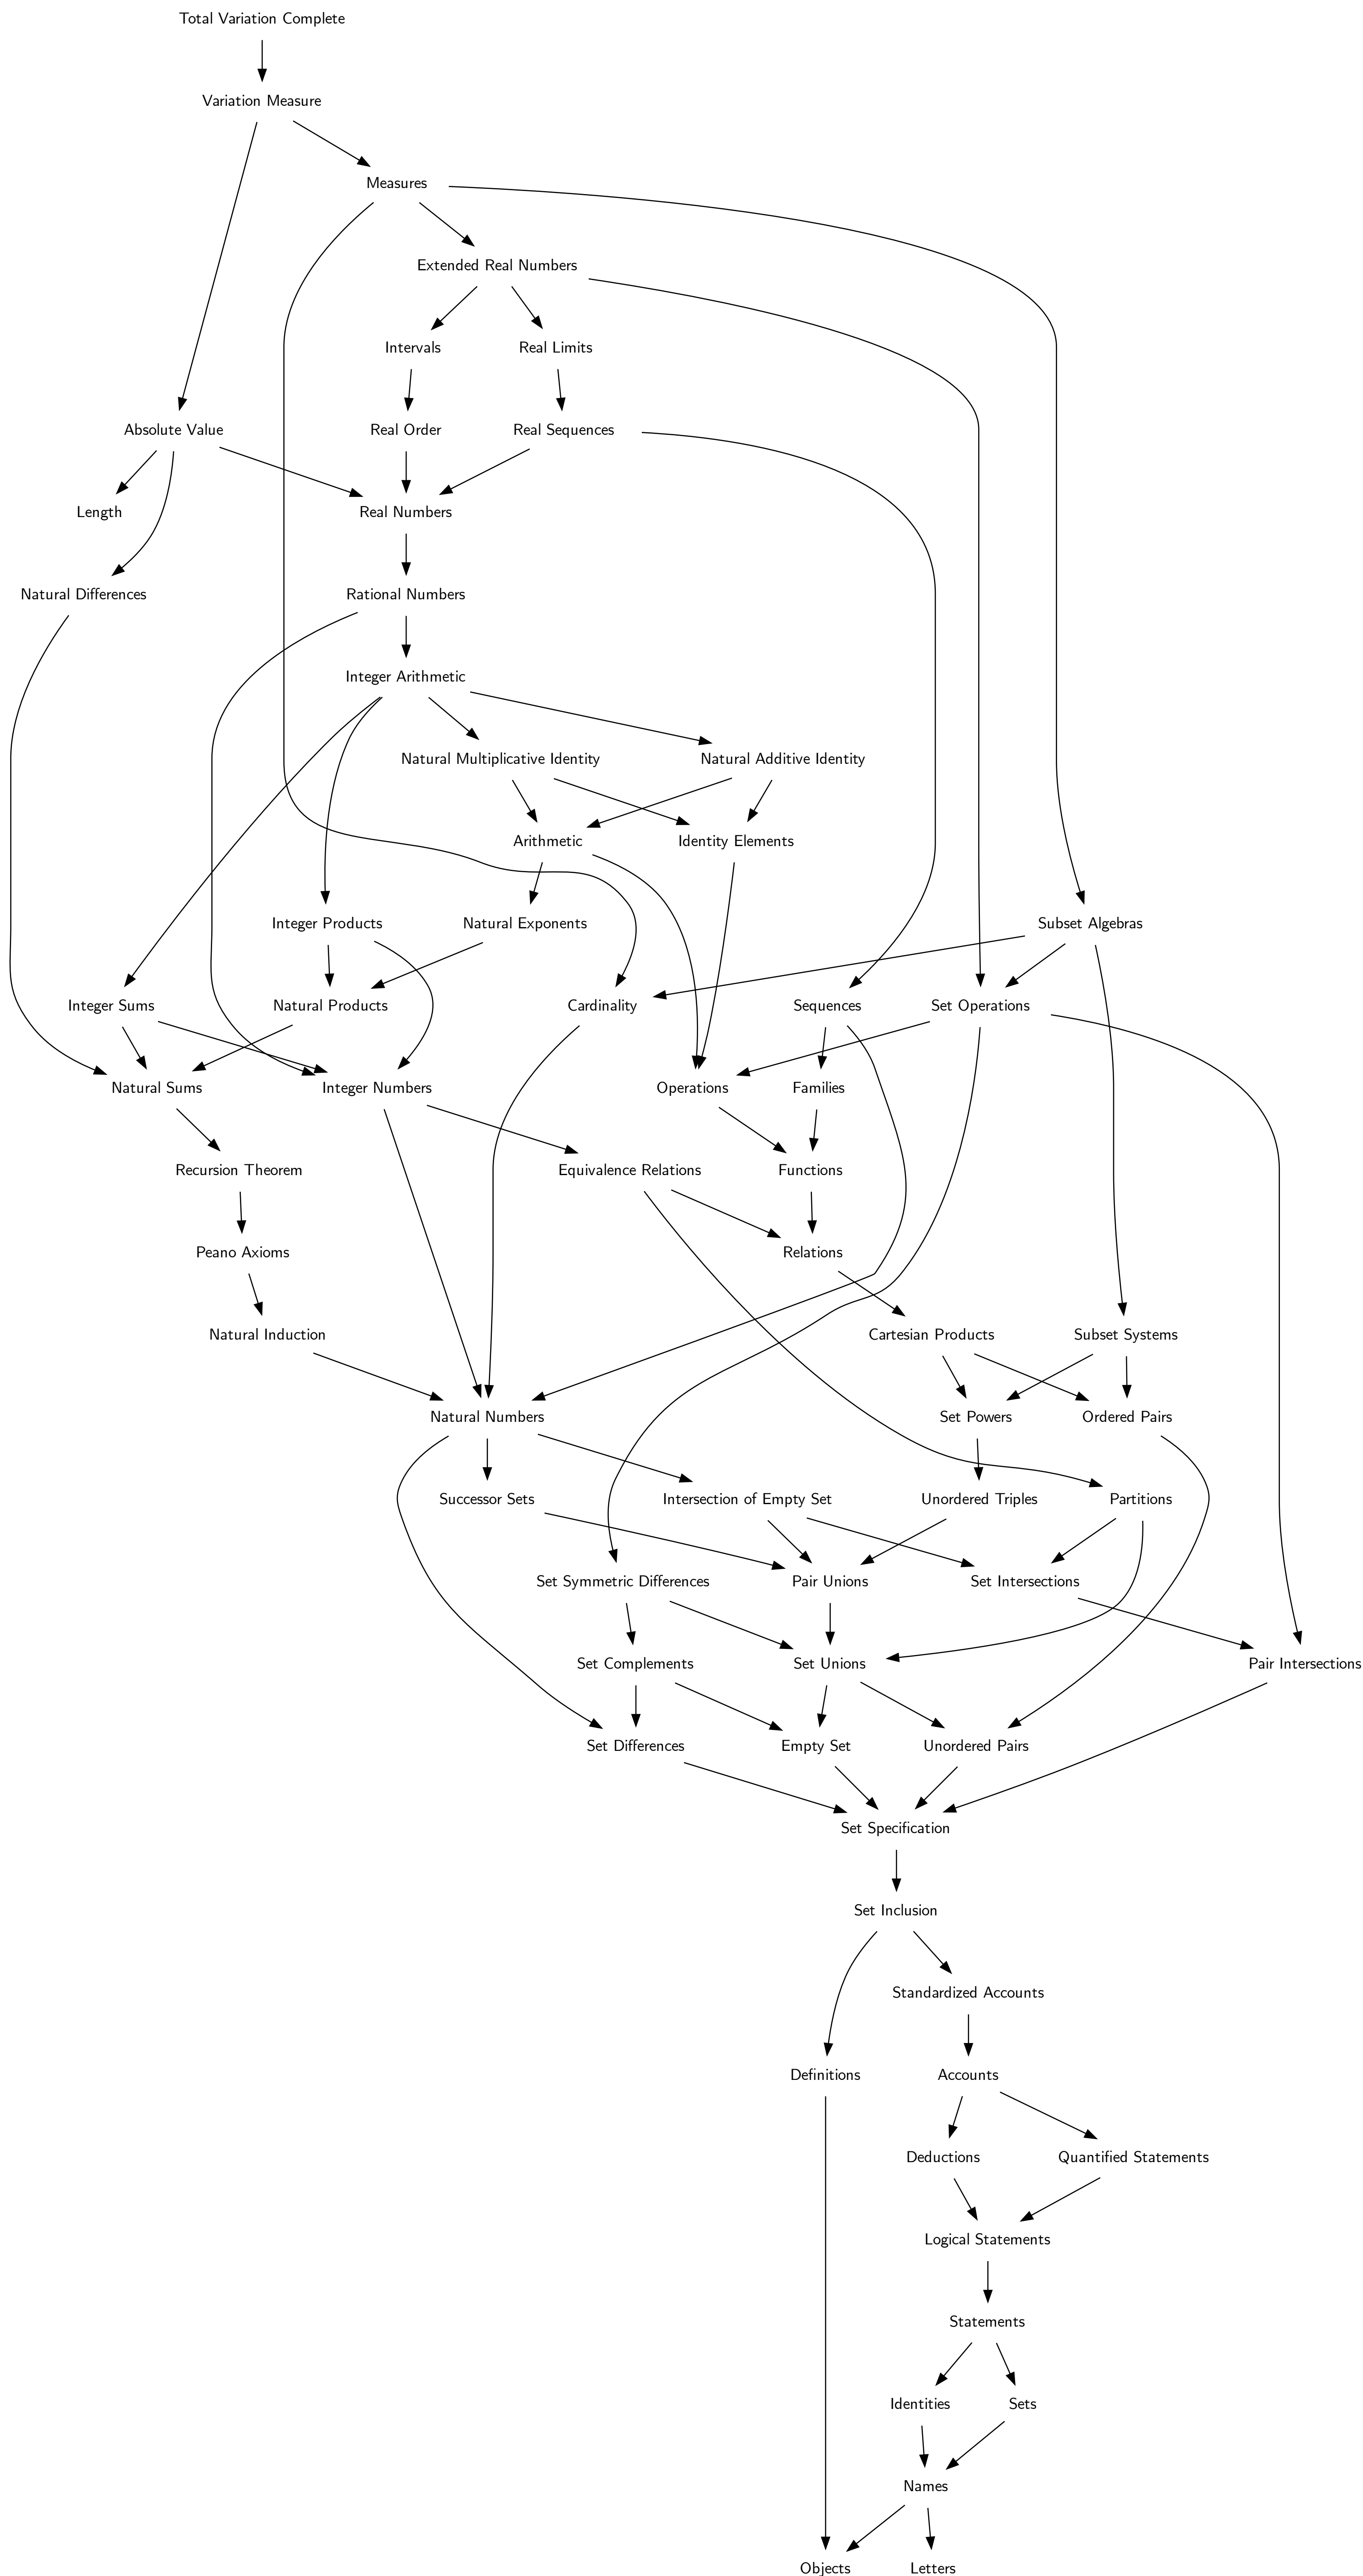 Total Variation Complete
Variation Measure
Measures
Extended Real Numbers
Intervals
Real Limits
Absolute Value
Real Order
Real Sequences
Length
Real Numbers
Natural Differences
Rational Numbers
Integer Arithmetic
Natural Multiplicative Identity
Natural Additive Identity
Arithmetic
Identity Elements
Integer Products
Natural Exponents
Subset Algebras
Integer Sums
Natural Products
Cardinality
Sequences
Set Operations
Natural Sums
Integer Numbers
Operations
Families
Recursion Theorem
Equivalence Relations
Functions
Peano Axioms
Relations
Natural Induction
Cartesian Products
Subset Systems
Natural Numbers
Set Powers
Ordered Pairs
Successor Sets
Intersection of Empty Set
Unordered Triples
Partitions
Set Symmetric Differences
Pair Unions
Set Intersections
Set Complements
Set Unions
Pair Intersections
Set Differences
Empty Set
Unordered Pairs
Set Specification
Set Inclusion
Standardized Accounts
Definitions
Accounts
Deductions
Quantified Statements
Logical Statements
Statements
Identities
Sets
Names
Objects
Letters